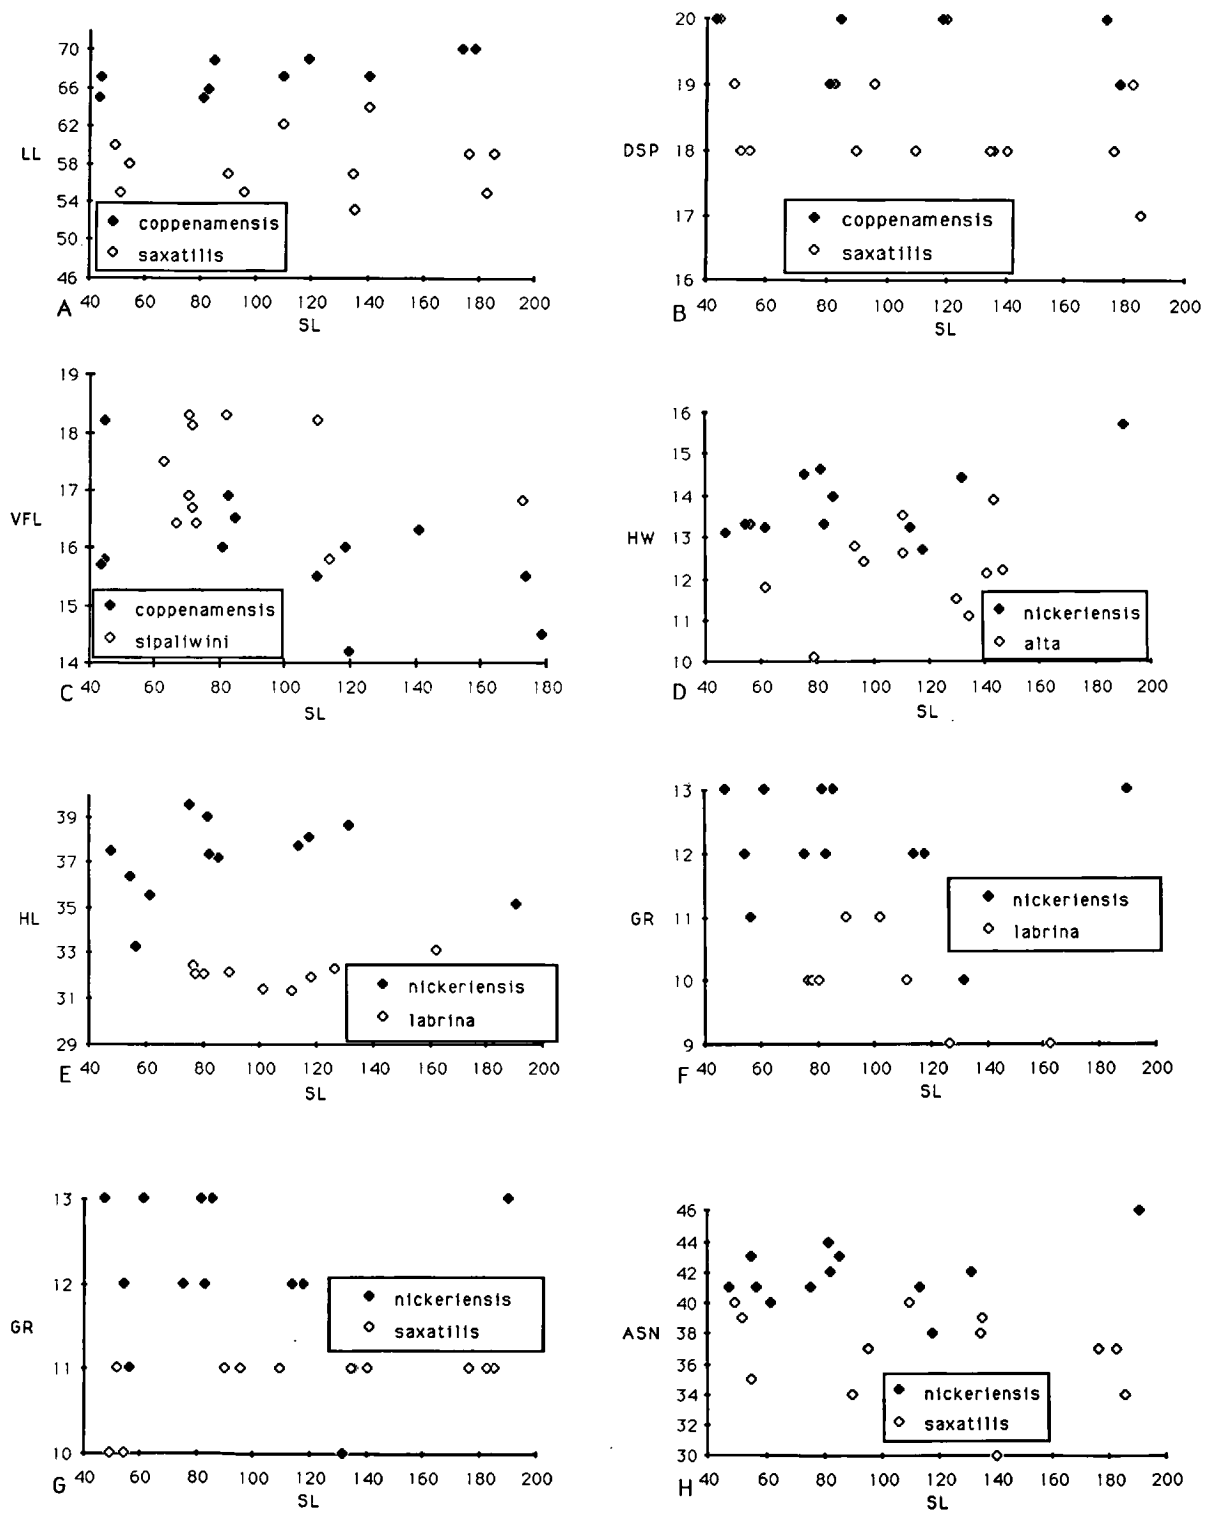 70
66
62
LL
58
54
50
46
coppenamensis
saxatilis
40 60 80 100 120 140 160 180 200
A
SL
20
19
DSP
18
17
16
coppenamensis
saxatilis
40 60 80 100 120 140 160 180 200
B
SL
19
18
17
VFL
16
15
14
coppenamensis
sipaliwini
40 60 80 100 120 140 160 180
C
SL
16
15
14
HW
13
12
11
10
nickeriensis
alta
40 60 80 100 120 140 160 180 200
D
SL
39
37
35
HL
33
31
29
nickeriensis
labrina
40 60 80 100 120 140 160 180 200
E
SL
13
12
GR
11
10
9
nickeriensis
labrina
40 60 80 100 120 140 160 180 200
F
SL
13
12
GR
11
10
nickeriensis
saxatilis
40 60 80 100 120 140 160 180 200
G
SL
46
44
42
40
ASN
38
36
34
32
30
nickeriensis
saxatilis
40 60 80 100 120 140 160 180 200
H
SL